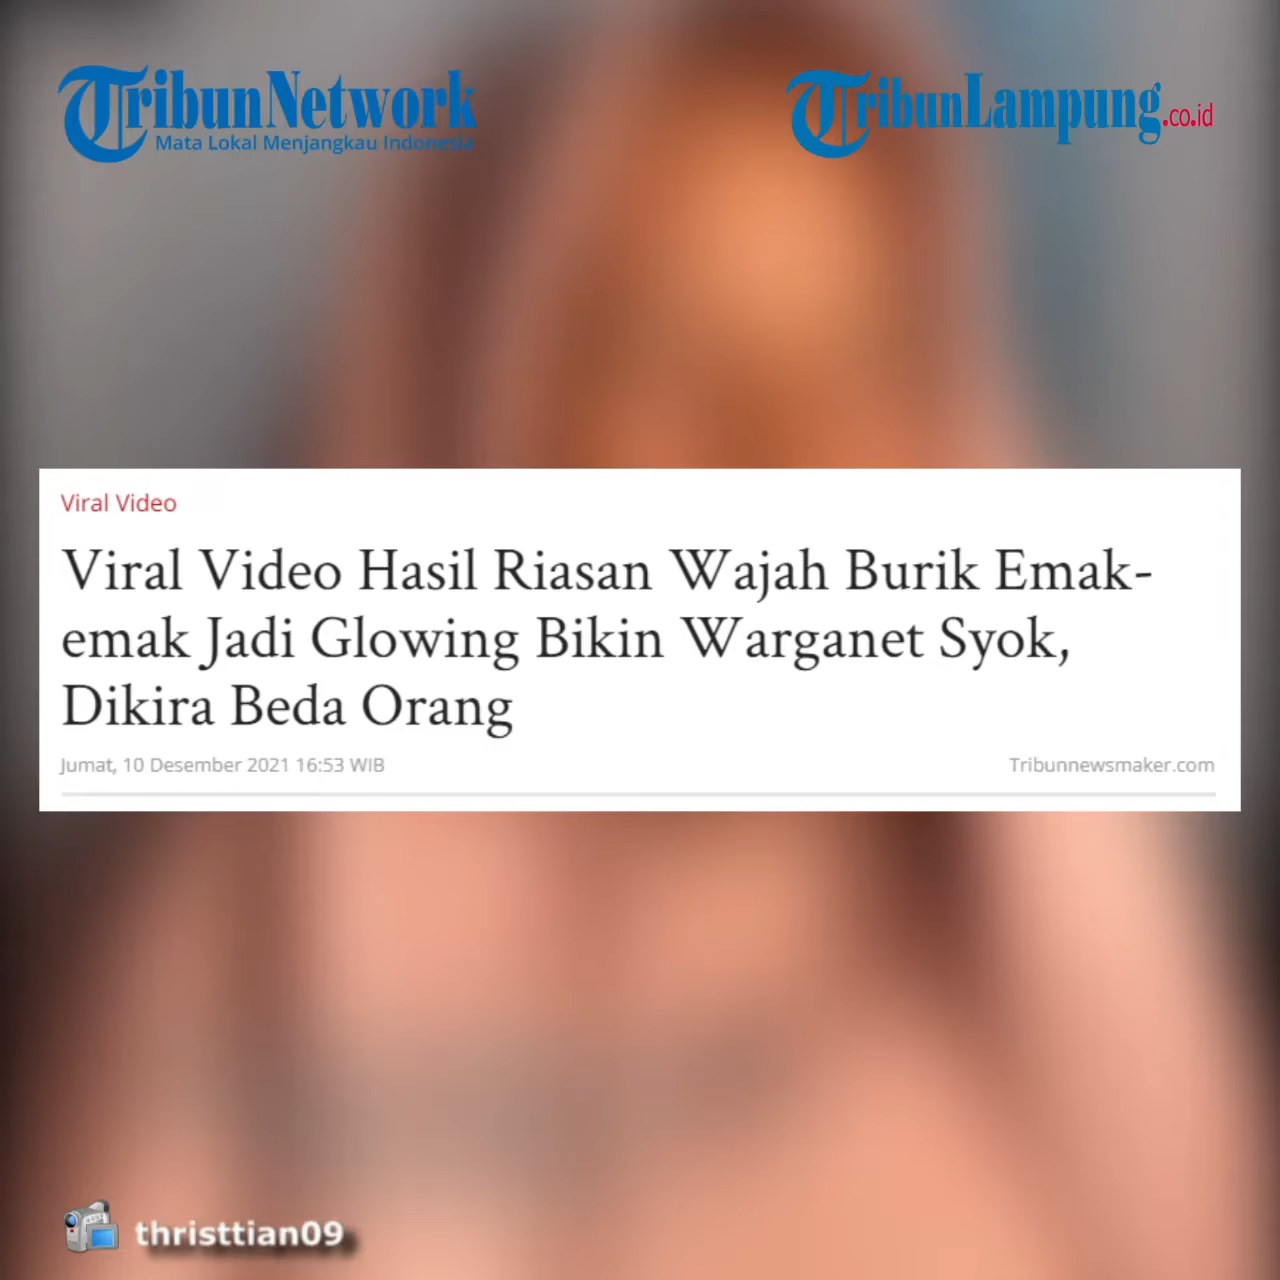 TribunNetwork
Mata Lokal Menjangkau Indonesia
TribunLampung.co.id
Viral Video
Viral Video Hasil Riasan Wajah Burik Emak-
emak Jadi Glowing Bikin Warganet Syok,
Dikira Beda Orang
Jumat, 10 Desember 2021 16:53 WIB
Tribunnewsmaker.com
thristtian09